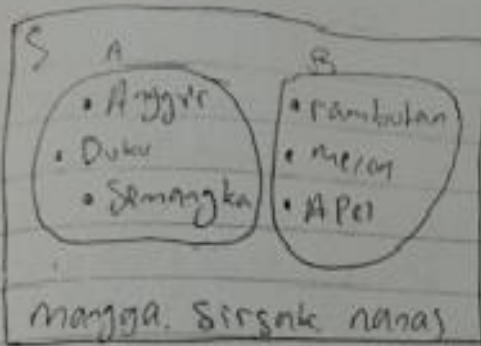 S
A
B
• Anggur
• Duku
• Semangka
• rambutan
• melon
• APel
mangga. Sirsak nanas